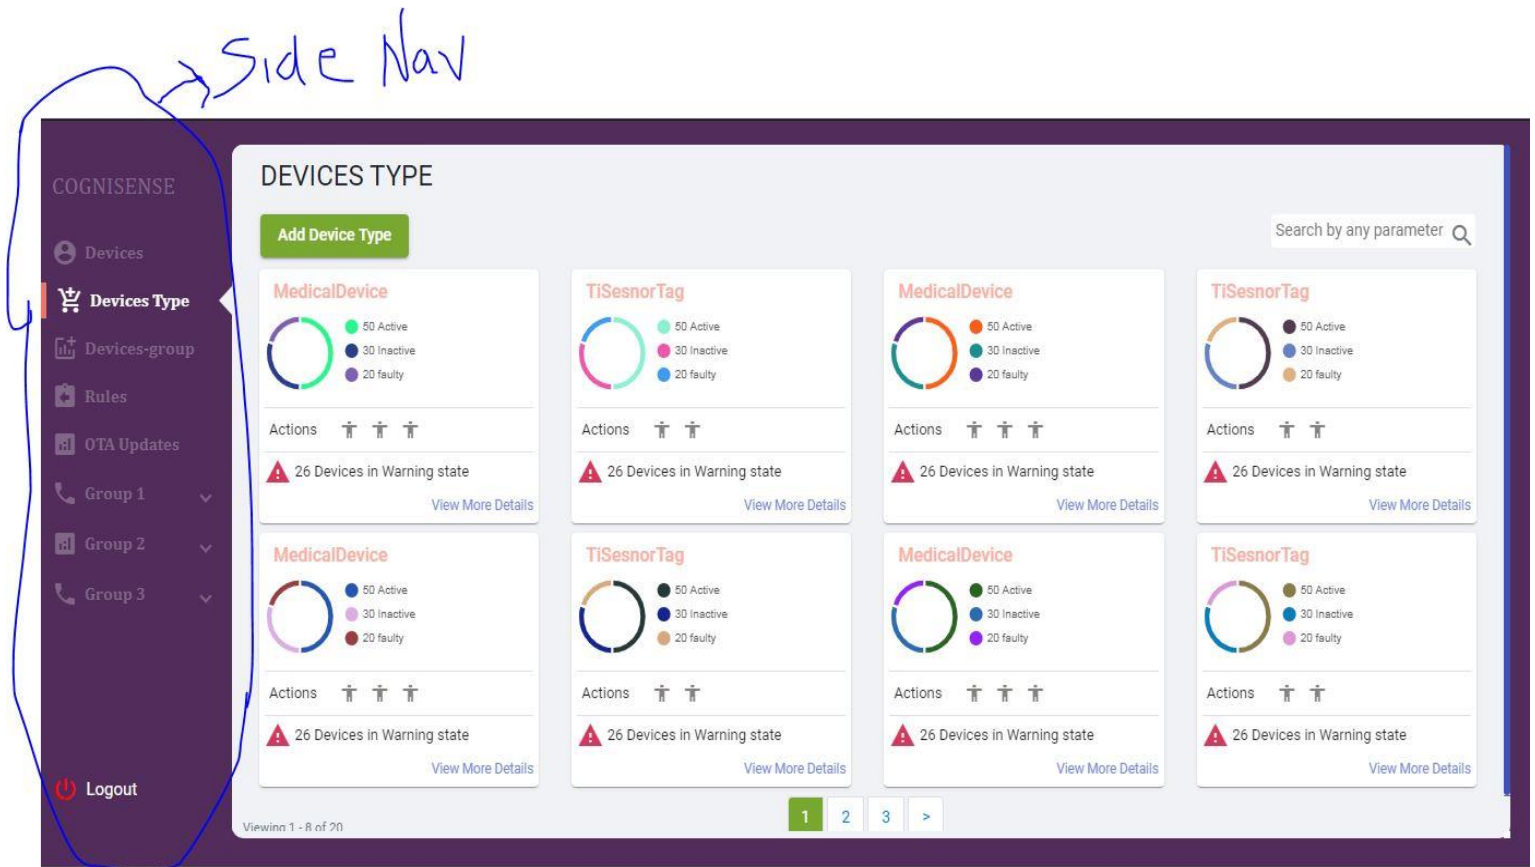 Side Nav
COGNISENSE
Devices
Devices Type
Devices-group
Rules
OTA Updates
Group 1
Group 2
Group 3
Logout
DEVICES TYPE
Add Device Type
Search by any parameter
MedicalDevice
50 Active
30 Inactive
20 faulty
Actions
26 Devices in Warning state
View More Details
TiSesnorTag
50 Active
30 Inactive
20 faulty
Actions
26 Devices in Warning state
View More Details
MedicalDevice
50 Active
30 Inactive
20 faulty
Actions
26 Devices in Warning state
View More Details
TiSesnorTag
50 Active
30 Inactive
20 faulty
Actions
26 Devices in Warning state
View More Details
MedicalDevice
50 Active
30 Inactive
20 faulty
Actions
26 Devices in Warning state
View More Details
TiSesnorTag
50 Active
30 Inactive
20 faulty
Actions
26 Devices in Warning state
View More Details
MedicalDevice
50 Active
30 Inactive
20 faulty
Actions
26 Devices in Warning state
View More Details
TiSesnorTag
50 Active
30 Inactive
20 faulty
Actions
26 Devices in Warning state
View More Details
Viewing 1 - 8 of 20
1 2 3 >